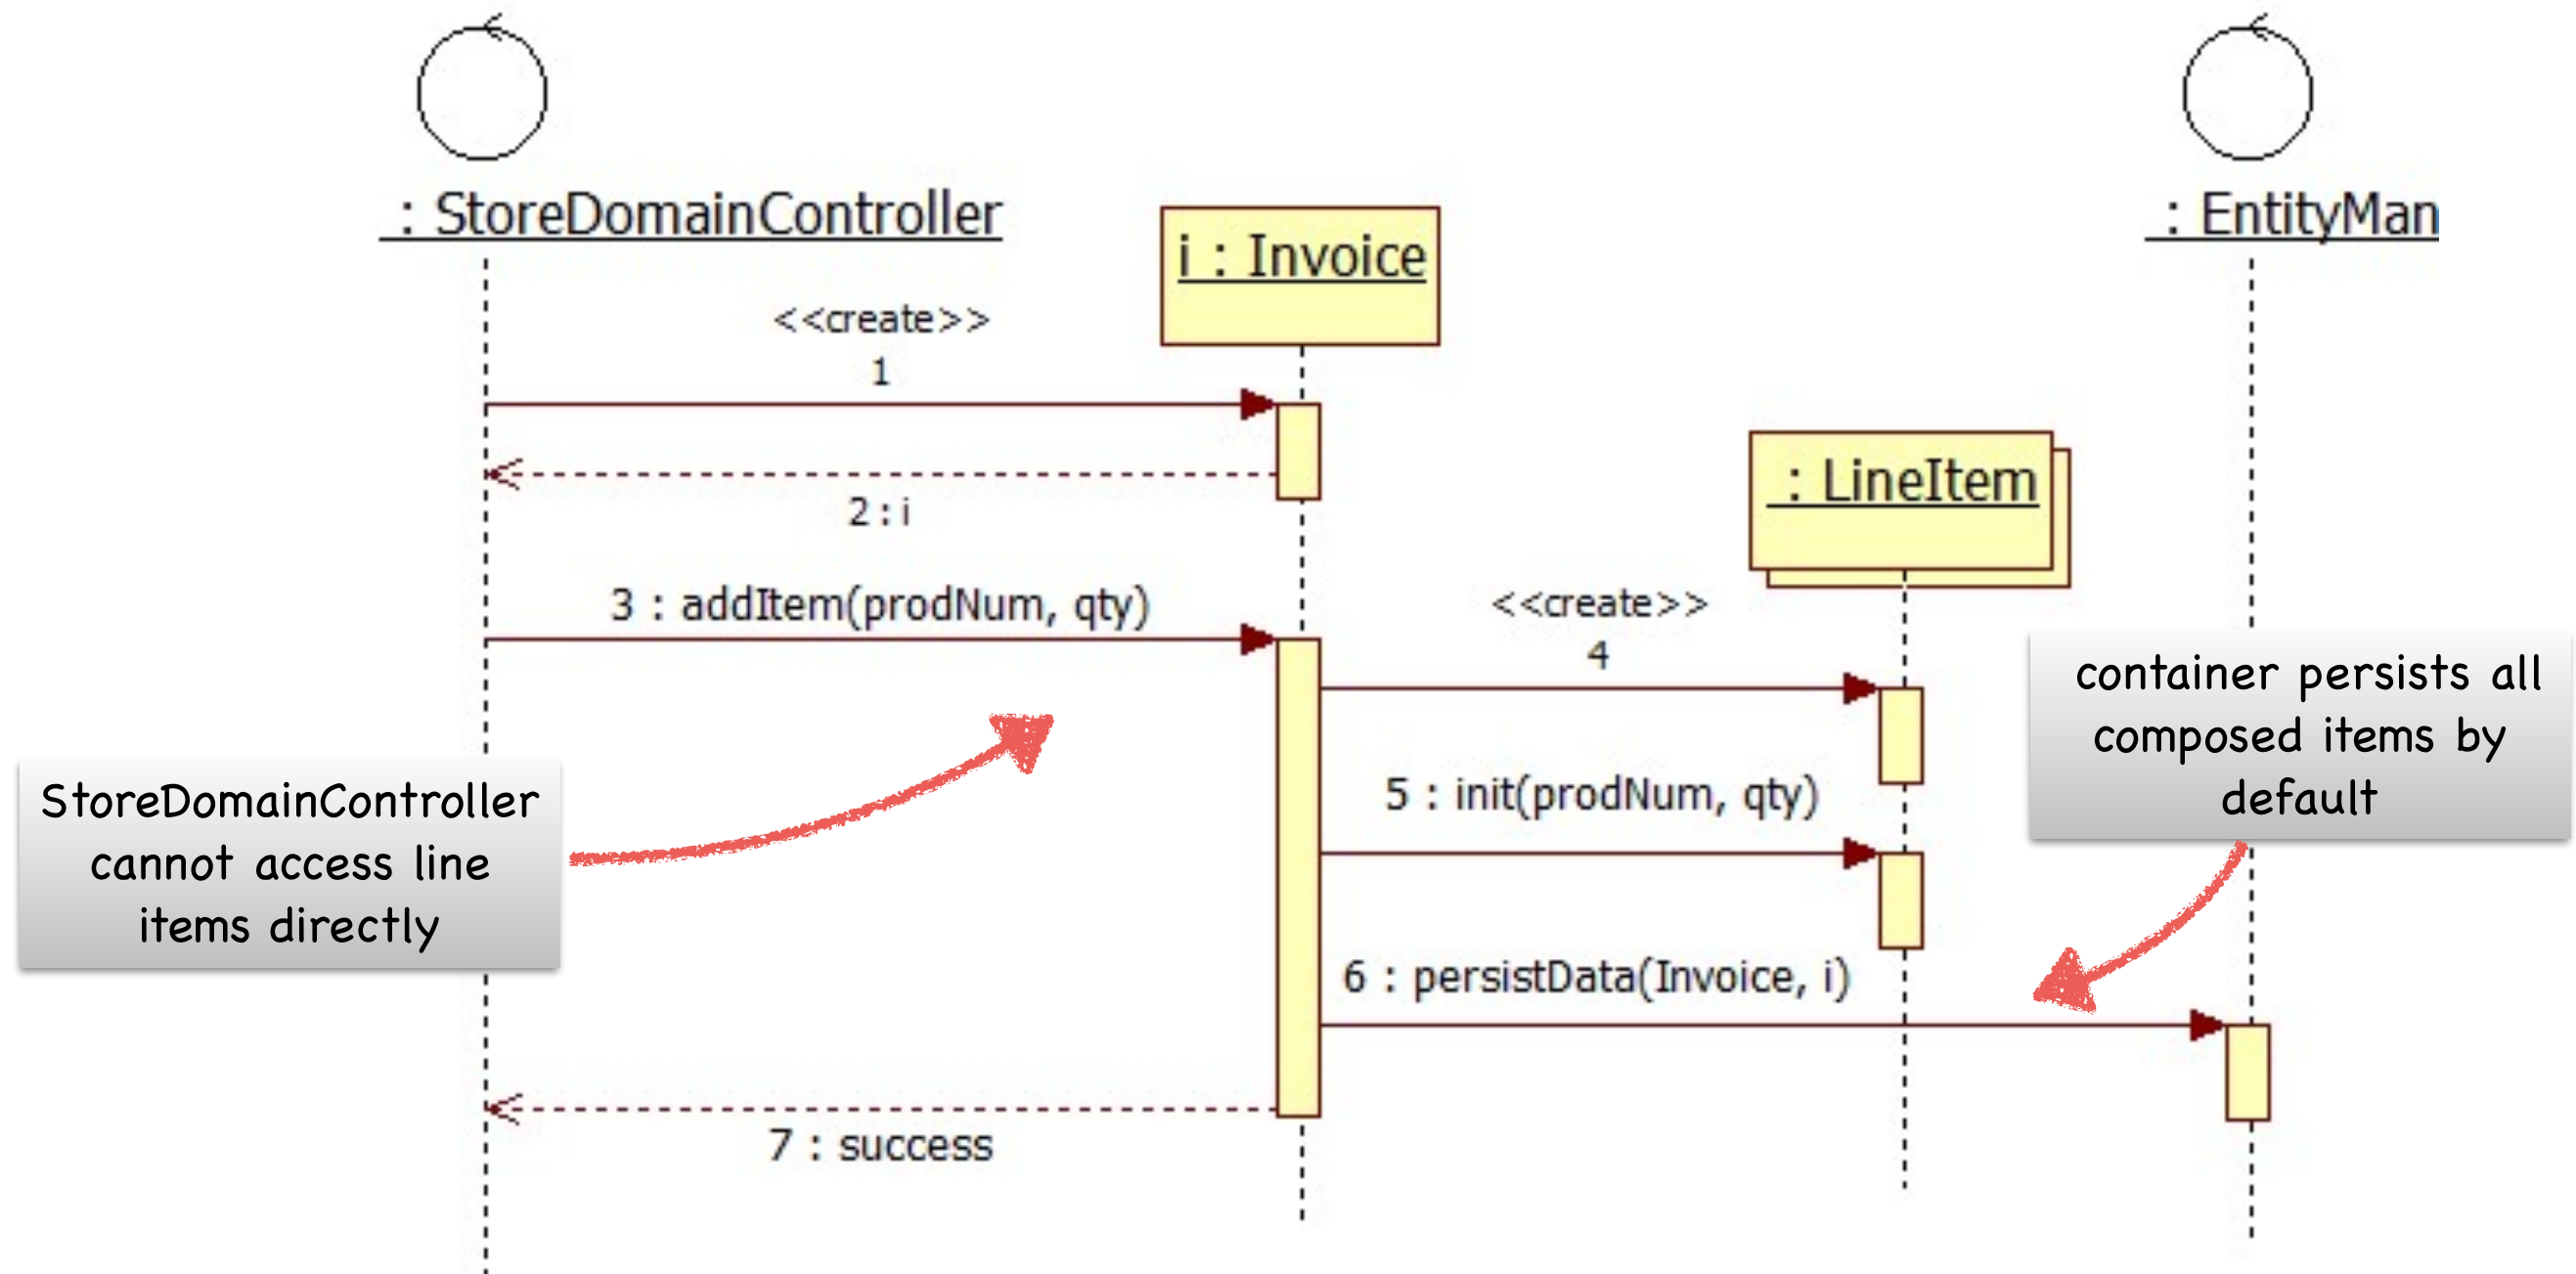 : StoreDomainController
: EntityMan
i : Invoice
<<create>>
1
2 : i
: LineItem
3 : addItem(prodNum, qty)
<<create>>
4
container persists all
composed items by
default
StoreDomainController
cannot access line
items directly
5 : init(prodNum, qty)
6 : persistData(Invoice, i)
7 : success